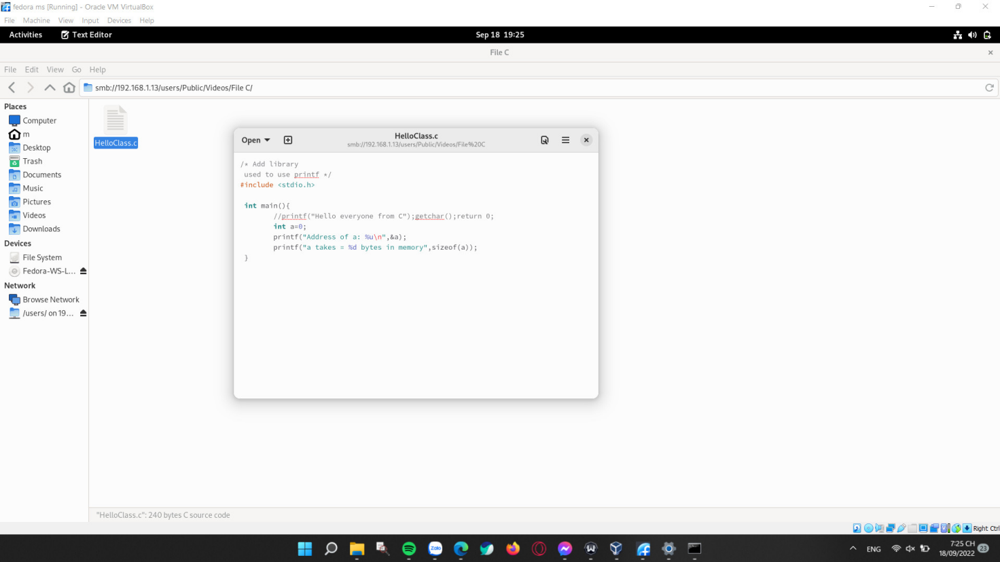 fedora ms [Running] - Oracle VM VirtualBox
File Machine View Input Devices Help
Activities Text Editor Sep 18 19:25
File C
File Edit View Go Help
smb://192.168.1.13/users/Public/Videos/File C/
Places
Computer
m
Desktop
Trash
Documents
Music
Pictures
Videos
Downloads
Devices
File System
Fedora-WS-L...
Network
Browse Network
/users/ on 19...
HelloClass.c
Open
HelloClass.c
smb://192.168.1.13/users/Public/Videos/File%20C
/* Add library
used to use printf */
#include <stdio.h>
int main(){
//printf("Hello everyone from C");getchar();return 0;
int a=0;
printf("Address of a: %u\n",&a);
printf("a takes = %d bytes in memory",sizeof(a));
}
"HelloClass.c": 240 bytes C source code
Right Ctrl
Zalo
ENG
7:25 CH
18/09/2022
23